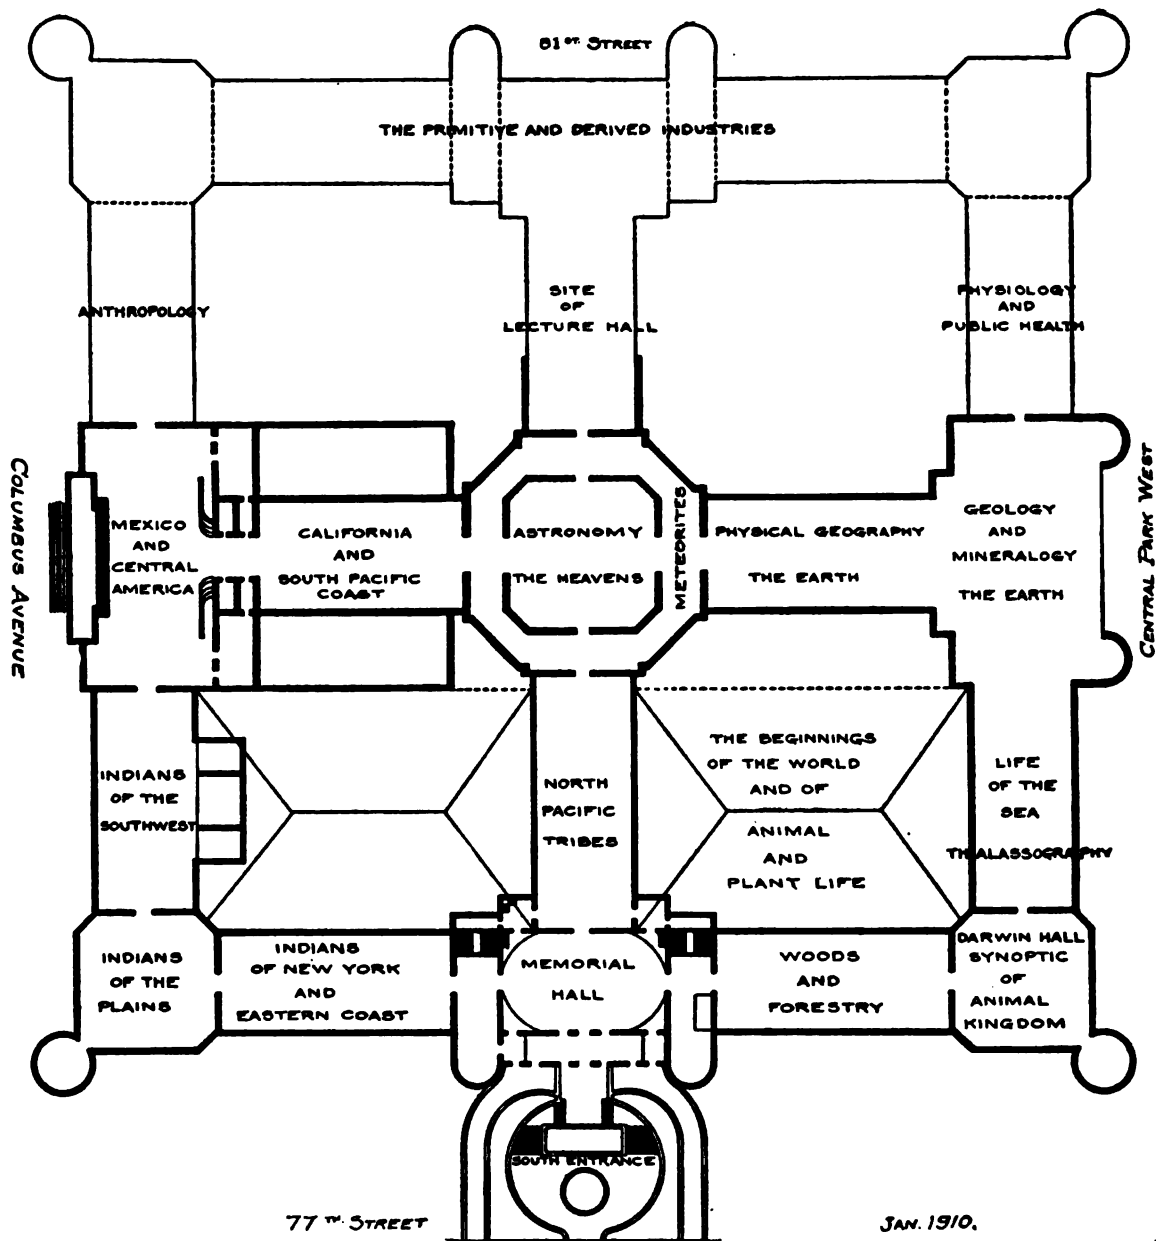 81ST. STREET
THE PRIMITIVE AND DERIVED INDUSTRIES
ANTHROPOLOGY
SITE
OF
LECTURE HALL
PHYSIOLOGY
AND
PUBLIC HEALTH
COLUMBUS AVENUE
MEXICO
AND
CENTRAL
AMERICA
CALIFORNIA
AND
SOUTH PACIFIC
COAST
ASTRONOMY
THE HEAVENS
METEORITES
PHYSICAL GEOGRAPHY
THE EARTH
GEOLOGY
AND
MINERALOGY
THE EARTH
CENTRAL PARK WEST
INDIANS
OF THE
SOUTHWEST
NORTH
PACIFIC
TRIBES
THE BEGINNINGS
OF THE WORLD
AND OF
ANIMAL
AND
PLANT LIFE
LIFE
OF THE
SEA
THALASSOGRAPHY
INDIANS
OF THE
PLAINS
INDIANS
OF NEW YORK
AND
EASTERN COAST
MEMORIAL
HALL
WOODS
AND
FORESTRY
DARWIN HALL
SYNOPTIC
OF
ANIMAL
KINGDOM
SOUTH ENTRANCE
77TH. STREET
JAN. 1910.